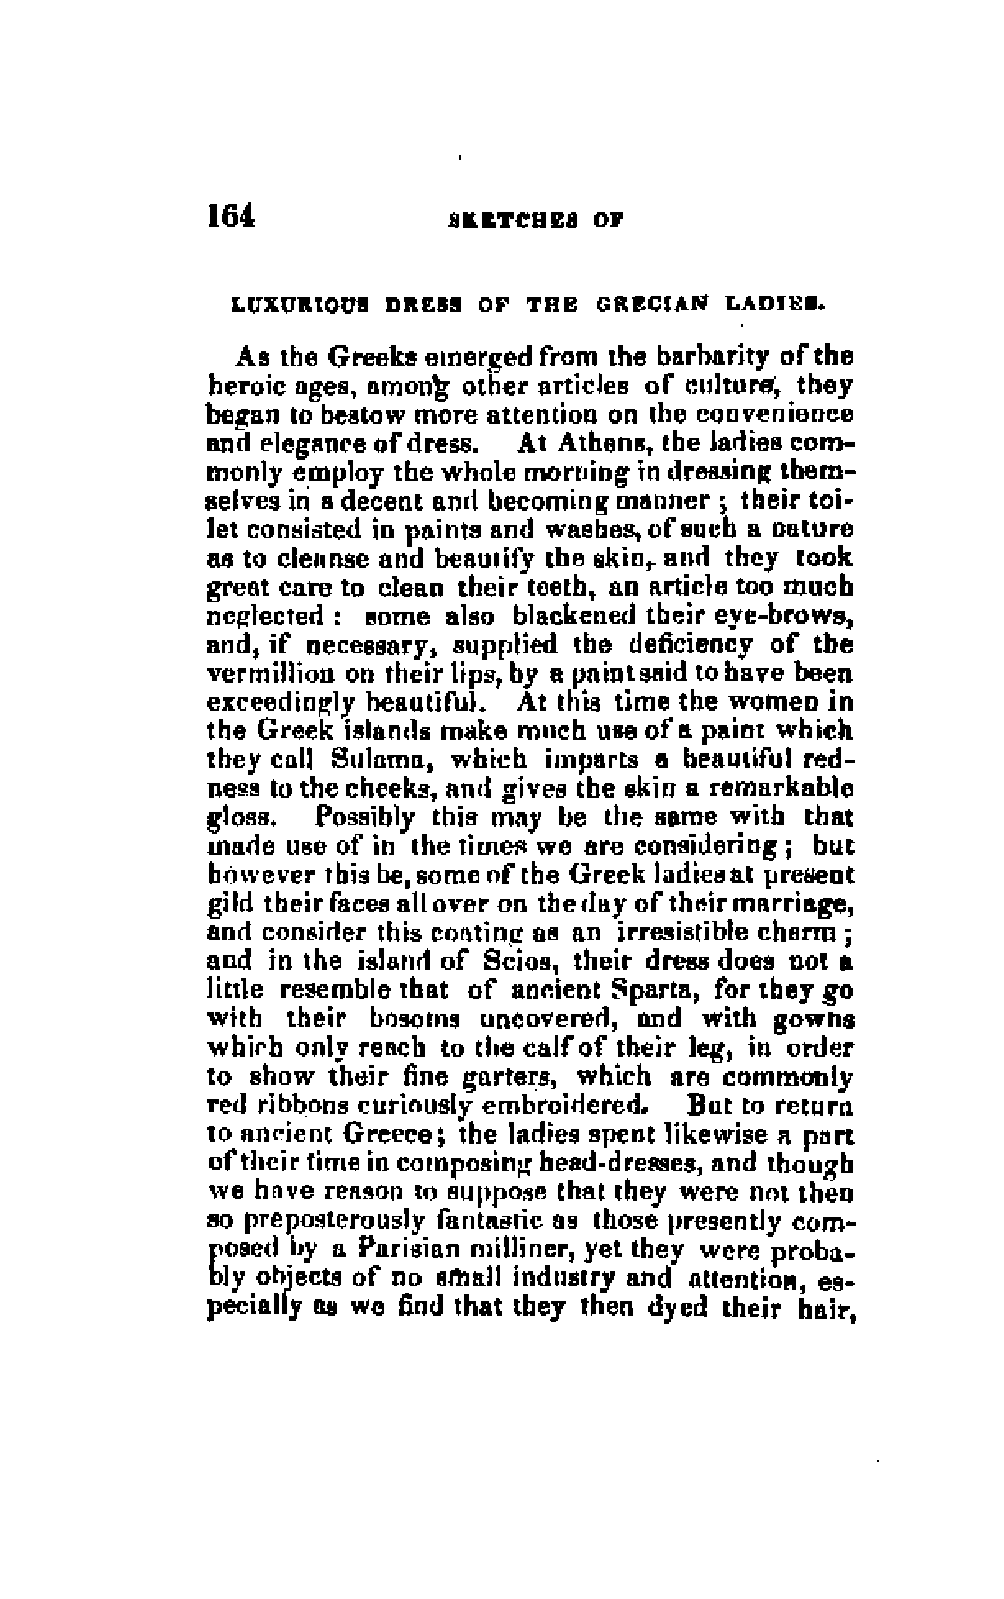 164 SKETCHES OF
LUXURIOUS DRESS OF THE GRECIAN LADIES.
As the Greeks emerged from the barbarity of the
heroic ages, among other articles of culture, they
began to bestow more attention on the convenience
and elegance of dress. At Athens, the ladies com-
monly employ the whole morning in dressing them-
selves in a decent and becoming manner; their toi-
let consisted in paints and washes, of such a nature
as to cleanse and beautify the skin, and they took
great care to clean their teeth, an article too much
neglected: some also blackened their eye-brows,
and, if necessary, supplied the deficiency of the
vermillion on their lips, by a paint said to have been
exceedingly beautiful. At this time the women in
the Greek islands make much use of a paint which
they call Sulama, which imparts a beautiful red-
ness to the cheeks, and gives the skin a remarkable
gloss. Possibly this may be the same with that
made use of in the times we are considering; but
however this be, some of the Greek ladies at present
gild their faces all over on the day of their marriage,
and consider this coating as an irresistible charm;
and in the island of Scios, their dress does not a
little resemble that of ancient Sparta, for they go
with their bosoms uncovered, and with gowns
which only reach to the calf of their leg, in order
to show their fine garters, which are commonly
red ribbons curiously embroidered. But to return
to ancient Greece; the ladies spent likewise a part
of their time in composing head-dresses, and though
we have reason to suppose that they were not then
so preposterously fantastic as those presently com-
posed by a Parisian milliner, yet they were proba-
bly objects of no small industry and attention, es-
pecially as we find that they then dyed their hair,